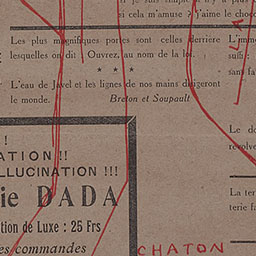 si cela m'amuse ? j'aime le choc
Les plus magnifiques portes sont celles derrière
lesquelles on dit : Ouvrez, au nom de la loi.
* * *
L'eau de Javel et les lignes de nos mains dirigeront
le monde.
Breton et Soupault
!
ATION !!
LLUCINATION !!!
ie DADA
tion de Luxe : 25 Frs
es commandes
CHATON
L'imm
suffi
sans fa
Le do
revolve
La ter
terie fa